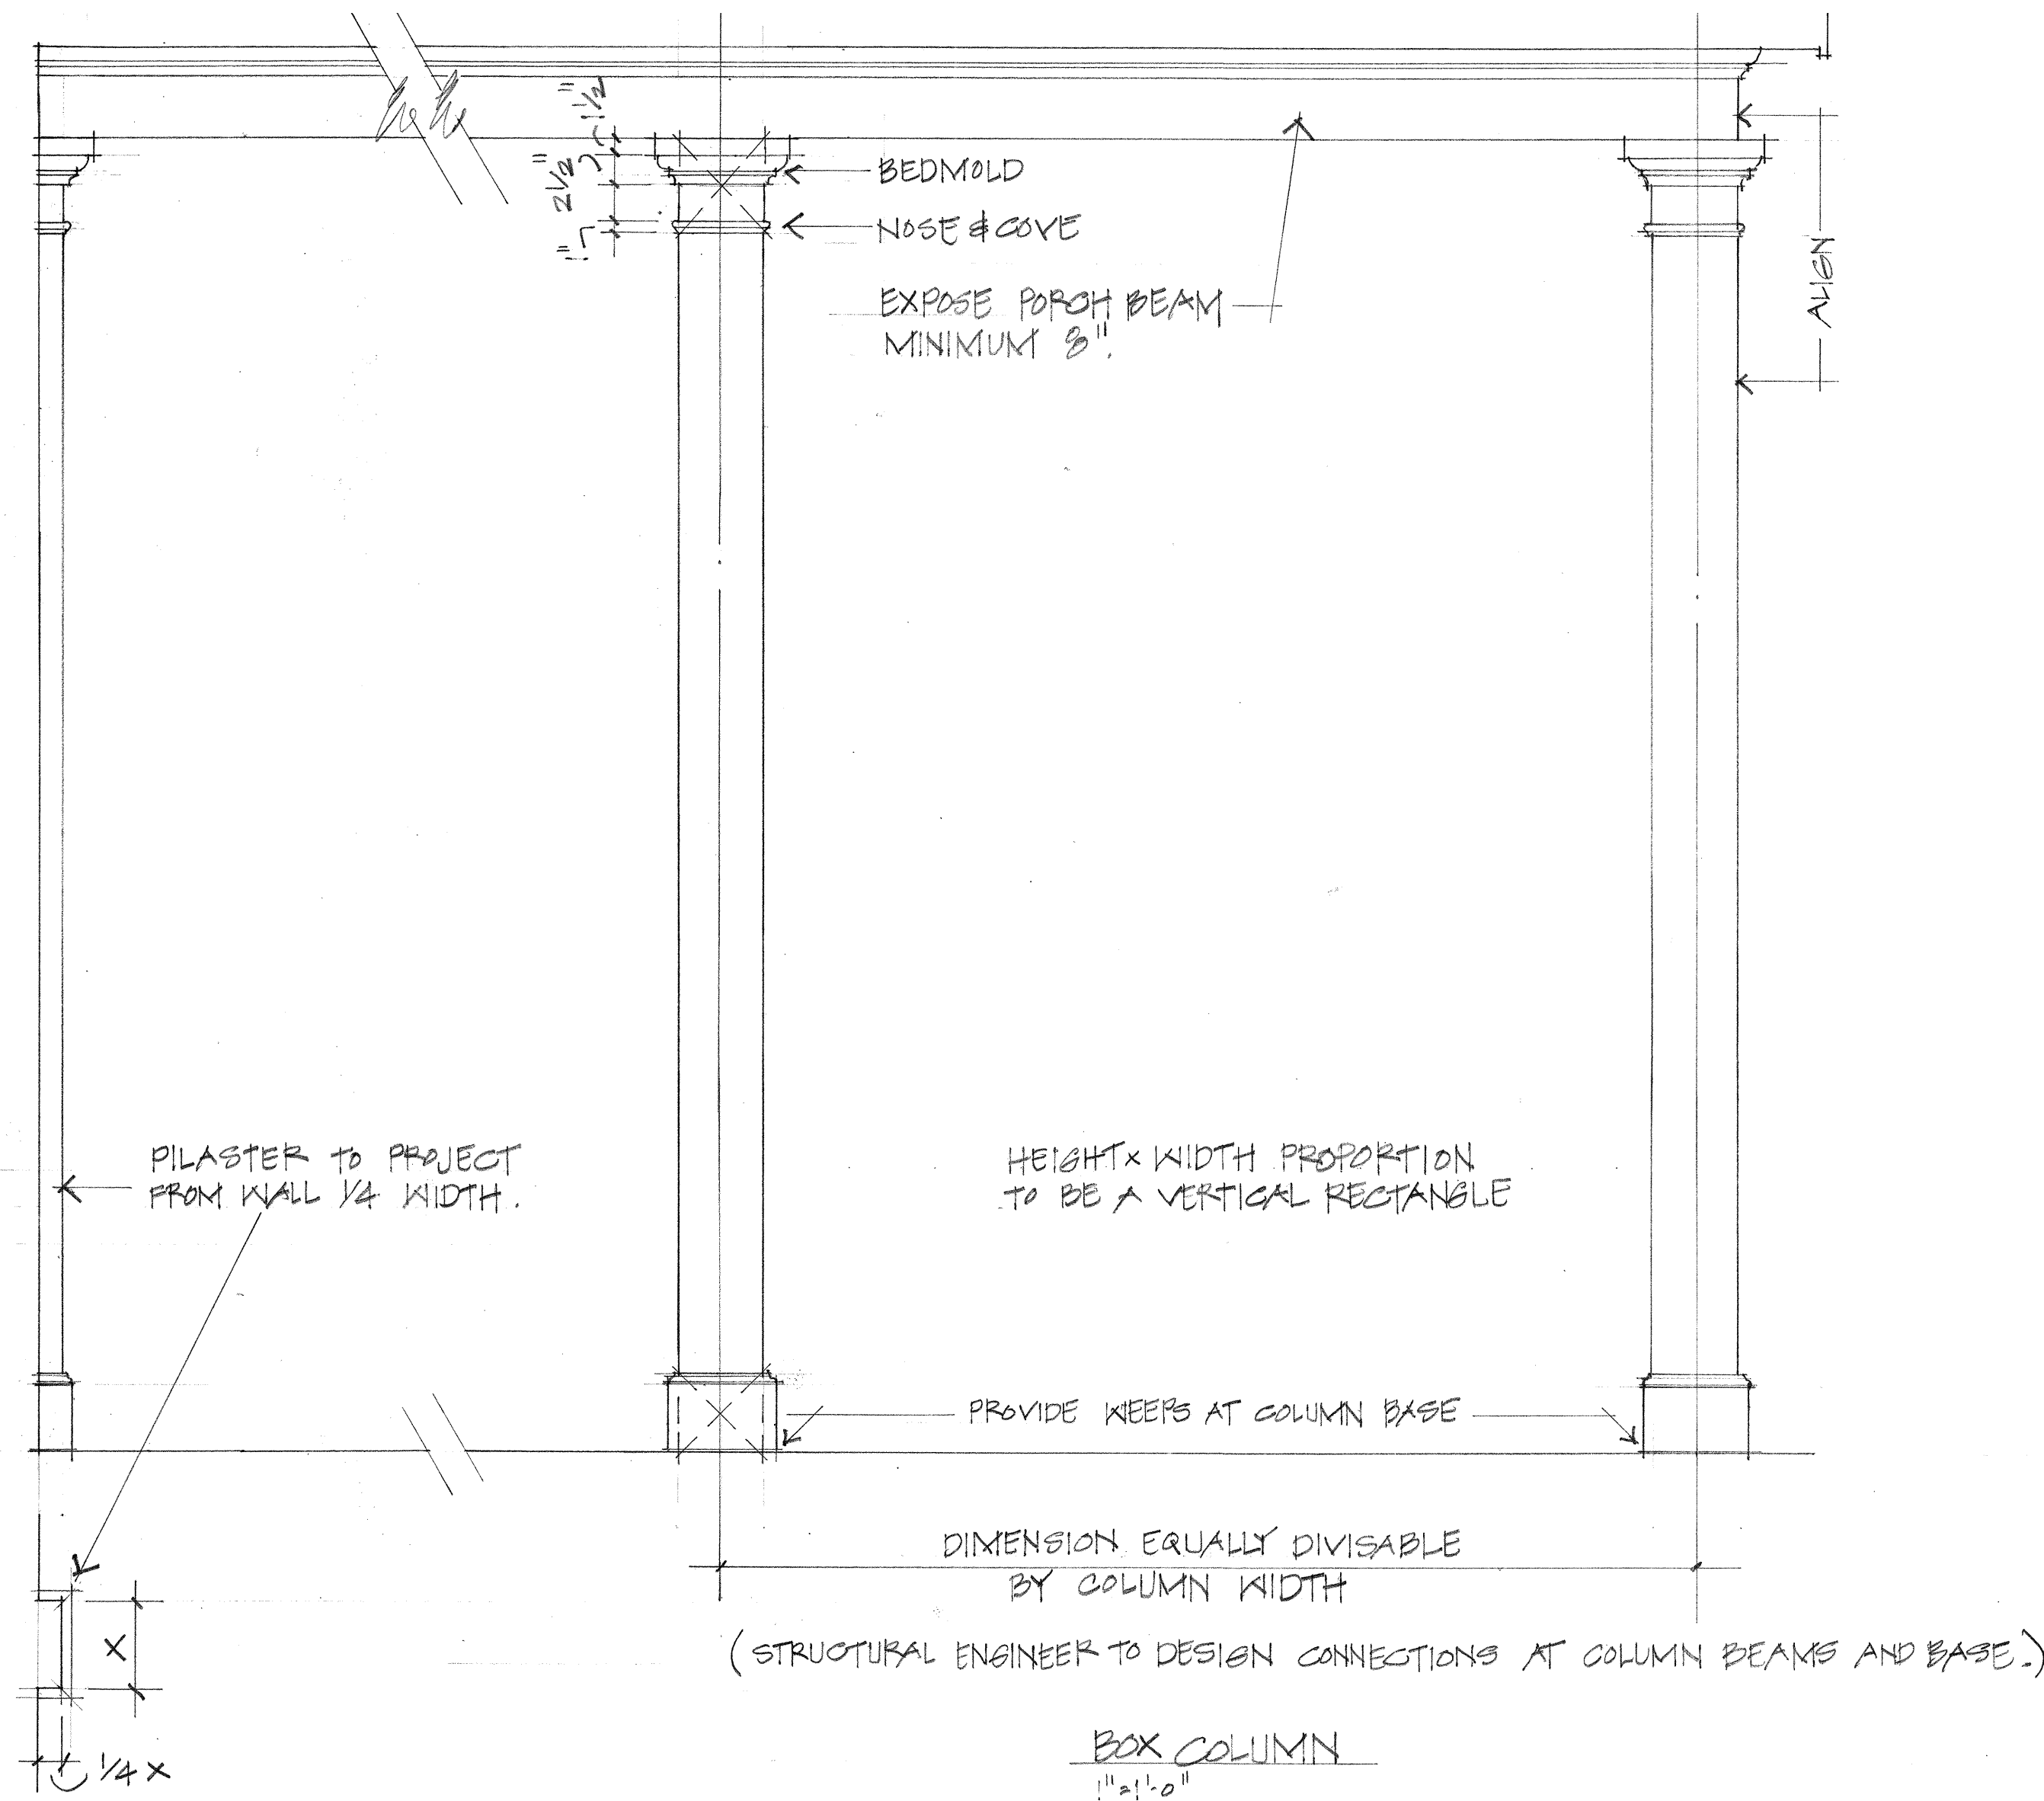 1 1/2"
2 1/2"
1"
BEDMOLD
NOSE & COVE
EXPOSE PORCH BEAM
MINIMUM 8".
ALIGN
PILASTER TO PROJECT
FROM WALL 1/4 WIDTH.
HEIGHT x WIDTH PROPORTION
TO BE A VERTICAL RECTANGLE
PROVIDE WEEPS AT COLUMN BASE
DIMENSION EQUALLY DIVISABLE
BY COLUMN WIDTH
X
(STRUCTURAL ENGINEER TO DESIGN CONNECTIONS AT COLUMN BEAMS AND BASE.)
1/4 X
BOX COLUMN
1"=1'-0"